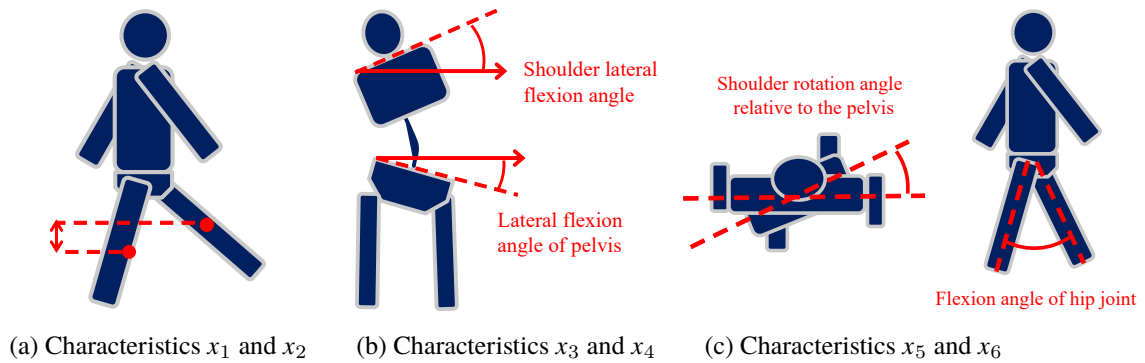 Shoulder lateral
flexion angle
Lateral flexion
angle of pelvis
Shoulder rotation angle
relative to the pelvis
Flexion angle of hip joint
(a) Characteristics x₁ and x₂
(b) Characteristics x₃ and x₄
(c) Characteristics x₅ and x₆